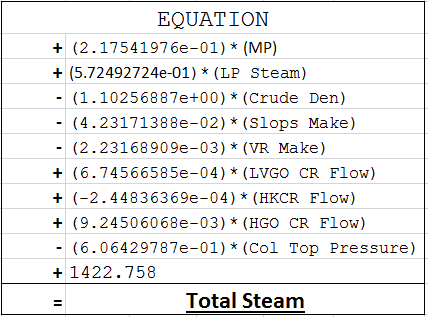 EQUATION
+ (2.17541976e-01)*(MP)
+ (5.72492724e-01)*(LP Steam)
- (1.10256887e+00)*(Crude Den)
- (4.23171388e-02)*(Slops Make)
- (2.23168909e-03)*(VR Make)
+ (6.74566585e-04)*(LVGO CR Flow)
+ (-2.44836369e-04)*(HKCR Flow)
+ (9.24506068e-03)*(HGO CR Flow)
- (6.06429787e-01)*(Col Top Pressure)
+ 1422.758
= Total Steam